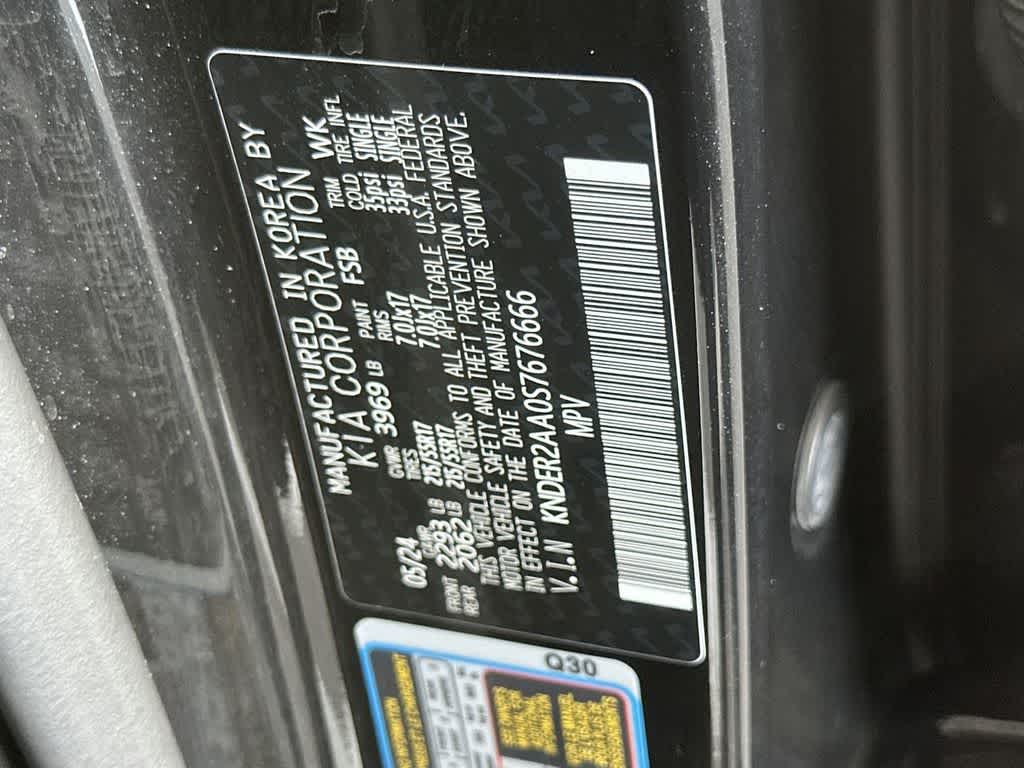 MANUFACTURED IN KOREA BY
KIA CORPORATION
05/24 GVWR 3969 LB PAINT FSB TRIM WK
GAWR TIRES RIMS COLD TIRE INFL
FRONT 2293 LB 215/55R17 7.0Jx17 35psi SINGLE
REAR 2062 LB 215/55R17 7.0Jx17 33psi SINGLE
THIS VEHICLE CONFORMS TO ALL APPLICABLE U.S.A. FEDERAL
MOTOR VEHICLE SAFETY AND THEFT PREVENTION STANDARDS
IN EFFECT ON THE DATE OF MANUFACTURE SHOWN ABOVE.
V.I.N KNDER2AA0S7676666
MPV
Q30